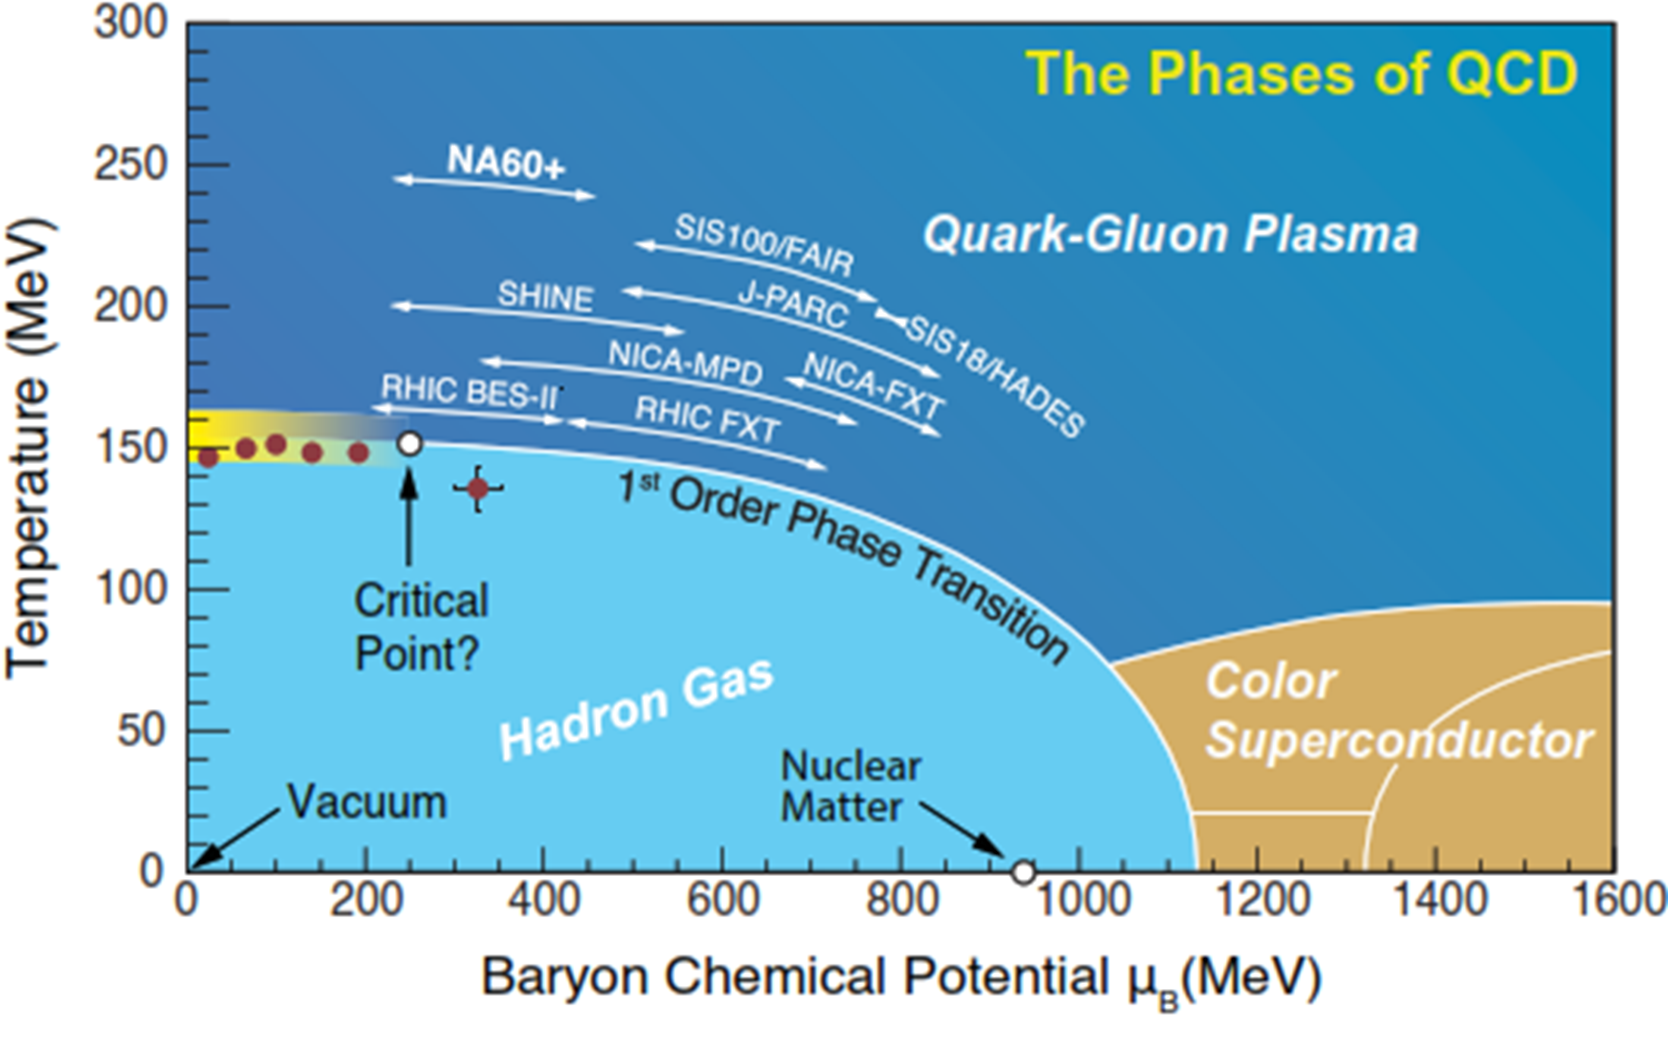 The Phases of QCD
300
250
200
150
100
50
0
Temperature (MeV)
NA60+
SIS100/FAIR
Quark-Gluon Plasma
SHINE
J-PARC
SIS18/HADES
NICA-MPD
NICA-FXT
RHIC BES-II
RHIC FXT
1st Order Phase Transition
Critical
Point?
Hadron Gas
Color
Superconductor
Nuclear
Matter
Vacuum
0 200 400 600 800 1000 1200 1400 1600
Baryon Chemical Potential μB(MeV)